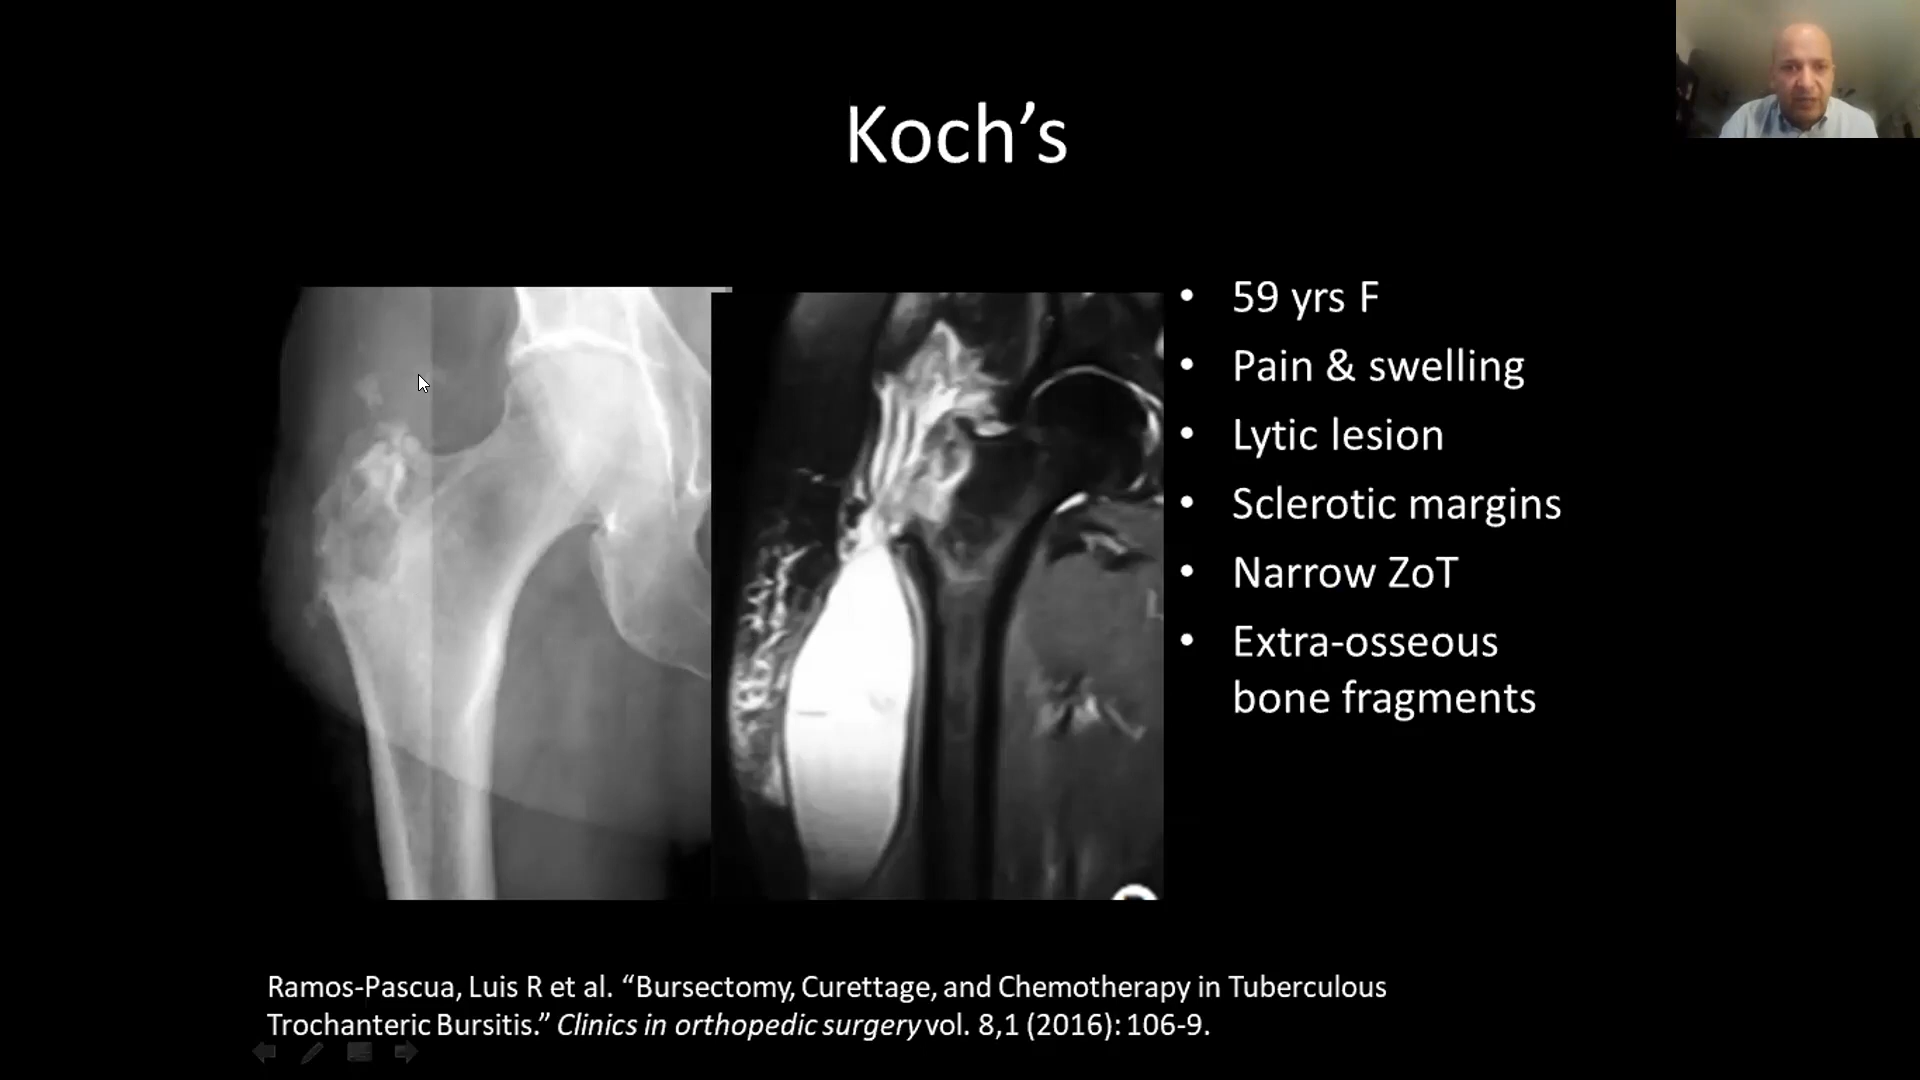 Koch’s
• 59 yrs F
• Pain & swelling
• Lytic lesion
• Sclerotic margins
• Narrow ZoT
• Extra-osseous
bone fragments
Ramos-Pascua, Luis R et al. “Bursectomy, Curettage, and Chemotherapy in Tuberculous
Trochanteric Bursitis.” Clinics in orthopedic surgery vol. 8,1 (2016): 106-9.